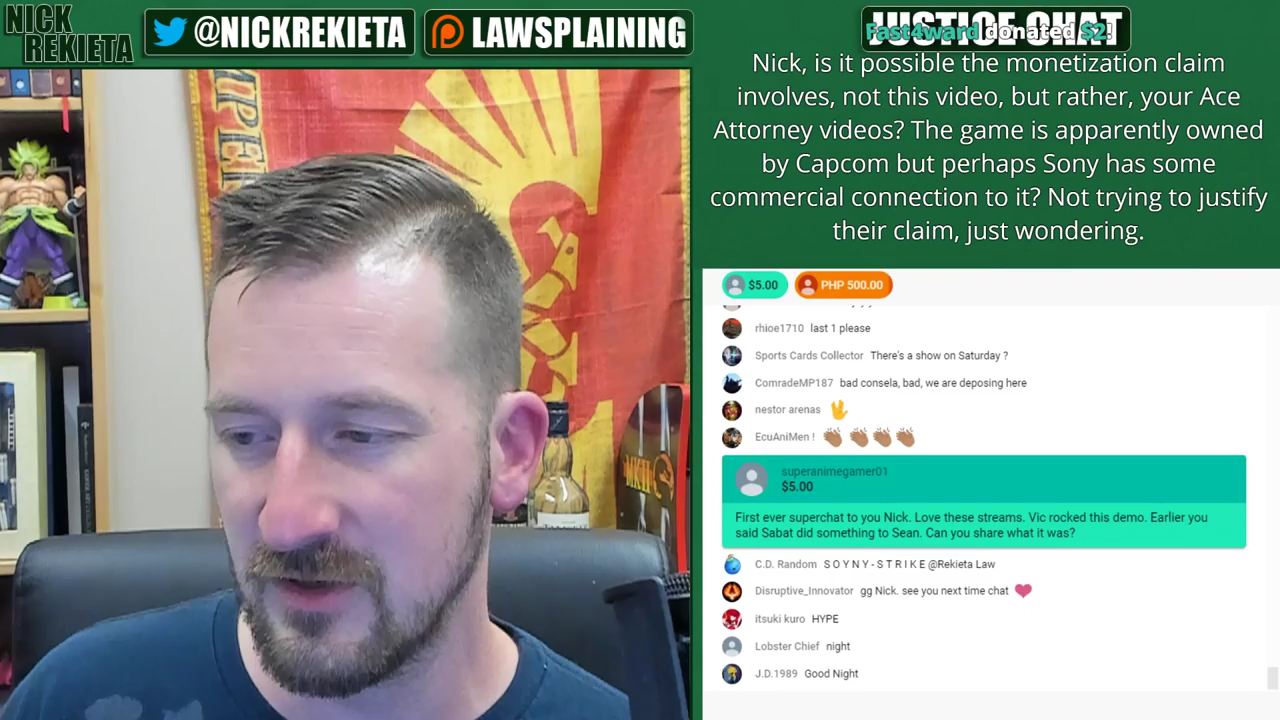 NICK
REKIETA
@NICKREKIETA
LAWSPLAINING
JUSTICE CHAT
Fast4ward donated $2!
Nick, is it possible the monetization claim
involves, not this video, but rather, your Ace
Attorney videos? The game is apparently owned
by Capcom but perhaps Sony has some
commercial connection to it? Not trying to justify
their claim, just wondering.
$5.00
PHP 500.00
rhioe1710 last 1 please
Sports Cards Collector There's a show on Saturday ?
ComradeMP187 bad consela, bad, we are deposing here
nestor arenas 🖖
EcuAniMen ! 👏🏽 👏🏽 👏🏽 👏🏽
superanimegamer01
$5.00
First ever superchat to you Nick. Love these streams. Vic rocked this demo. Earlier you
said Sabat did something to Sean. Can you share what it was?
C.D. Random S O Y N Y - S T R I K E @Rekieta Law
Disruptive_Innovator gg Nick. see you next time chat ❤
itsuki kuro HYPE
Lobster Chief night
J.D.1989 Good Night
MKII